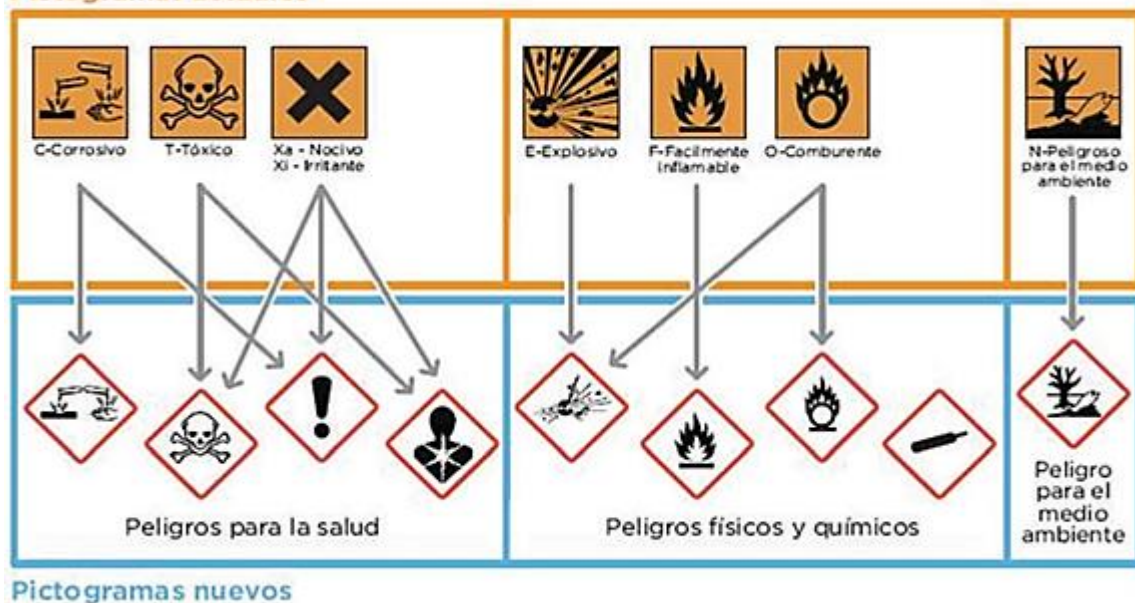 C-Corrosivo
T-Tóxico
Xa - Nocivo
Xi - Irritante
E-Explosivo
F-Facilmente
inflamable
O-Comburente
N-Peligroso
para el medio
ambiente
Peligros para la salud
Peligros físicos y químicos
Peligro
para el
medio
ambiente
Pictogramas nuevos